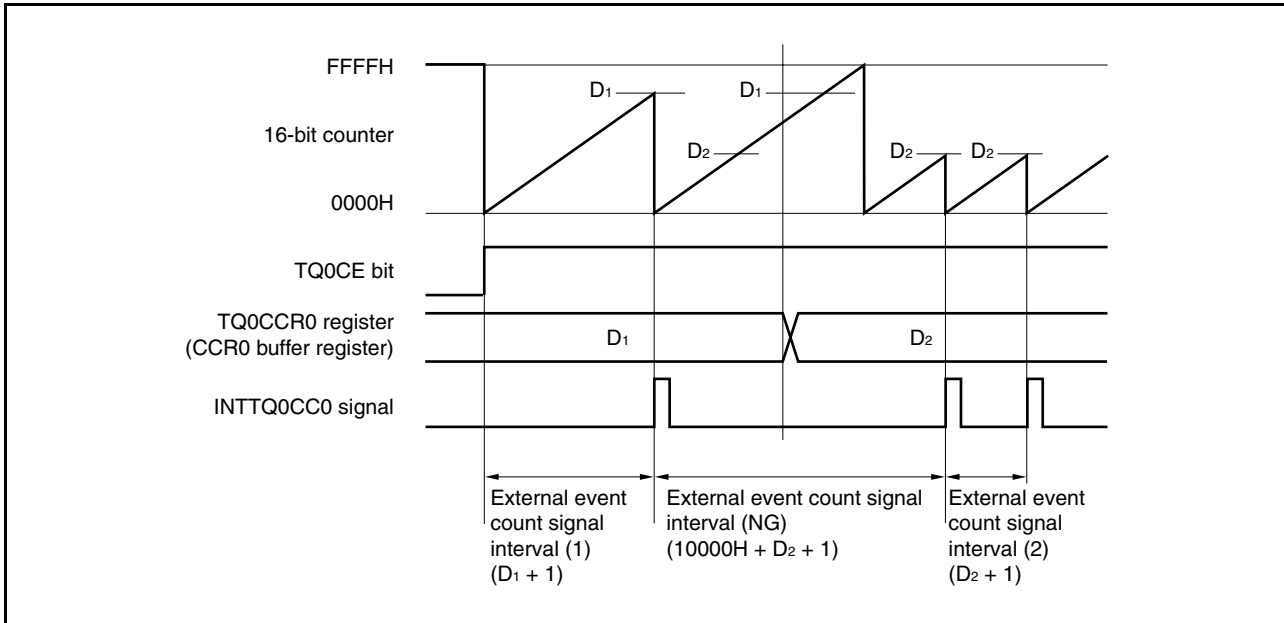 FFFFH
D1
D1
16-bit counter
D2
D2
D2
0000H
TQ0CE bit
TQ0CCR0 register
(CCR0 buffer register)
D1
D2
INTTQ0CC0 signal
External event
count signal
interval (1)
(D1 + 1)
External event count signal
interval (NG)
(10000H + D2 + 1)
External event
count signal
interval (2)
(D2 + 1)